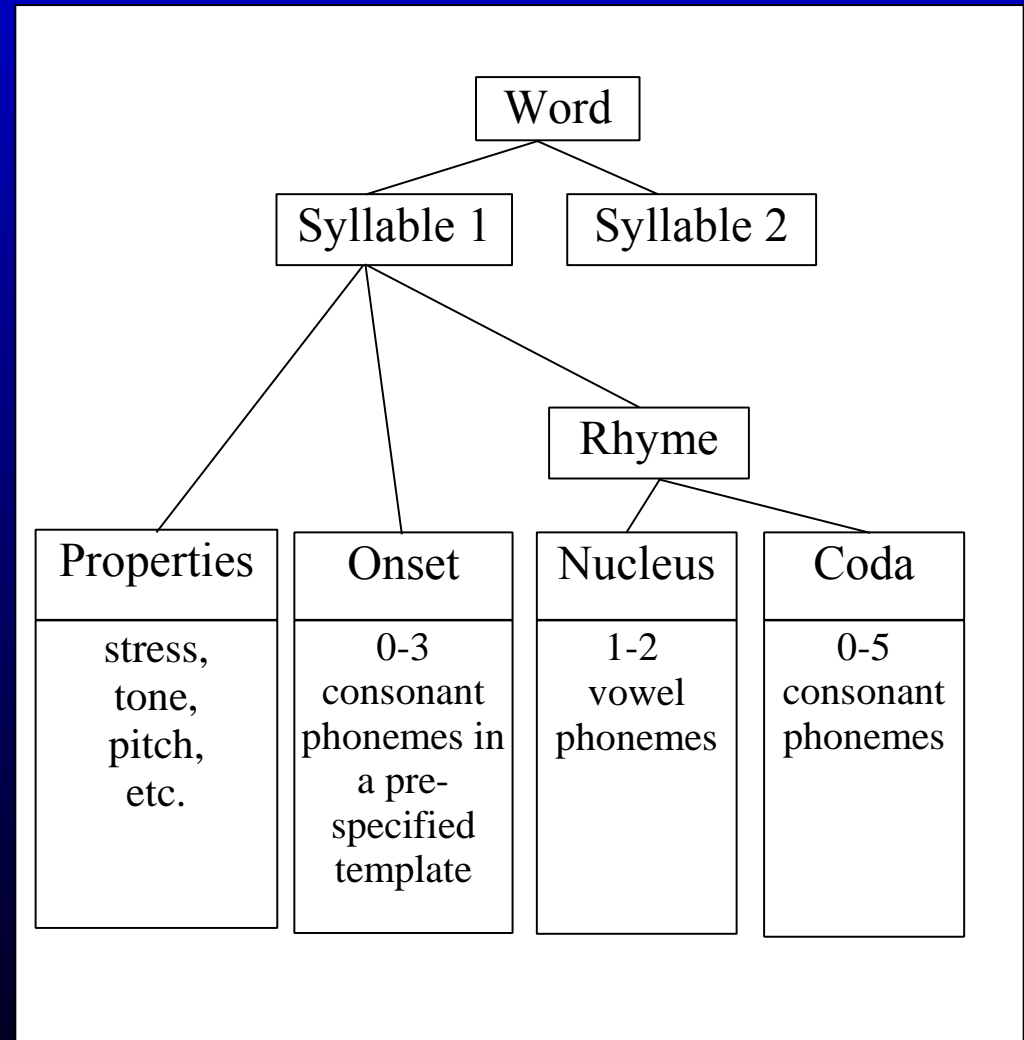 Word
Syllable 1
Syllable 2
Rhyme
Properties
stress,
tone,
pitch,
etc.
Onset
0-3
consonant
phonemes in
a pre-
specified
template
Nucleus
1-2
vowel
phonemes
Coda
0-5
consonant
phonemes